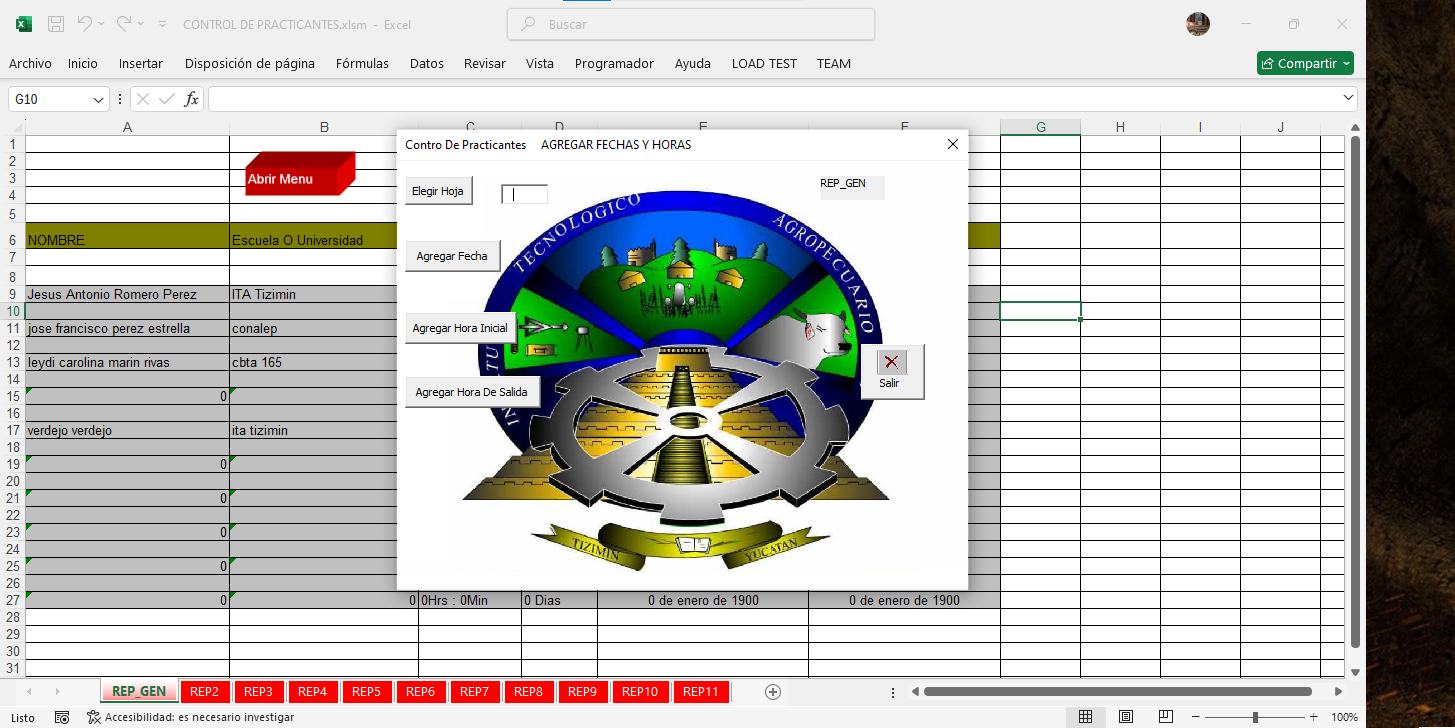 CONTROL DE PRACTICANTES.xlsm - Excel
Buscar
Archivo Inicio Insertar Disposición de página Fórmulas Datos Revisar Vista Programador Ayuda LOAD TEST TEAM Compartir
G10 fx
A B C D E F G H I J
1
2
3
4
5
6 NOMBRE Escuela O Universidad
7
8
9 Jesus Antonio Romero Perez ITA Tizimin
10
11 jose francisco perez estrella conalep
12
13 leydi carolina marin rivas cbta 165
14
15 0
16
17 verdejo verdejo ita tizimin
18
19 0
20
21 0
22
23 0
24
25 0
26
27 0 0 0Hrs : 0Min 0 Dias 0 de enero de 1900 0 de enero de 1900
28
29
30
31
Abrir Menu
Contro De Practicantes AGREGAR FECHAS Y HORAS
Elegir Hoja
REP_GEN
Agregar Fecha
Agregar Hora Inicial
Agregar Hora De Salida
Salir
TECNOLOGICO
AGROPECUARIO
TIZIMIN
YUCATAN
REP_GEN REP2 REP3 REP4 REP5 REP6 REP7 REP8 REP9 REP10 REP11
Listo Accesibilidad: es necesario investigar 100%